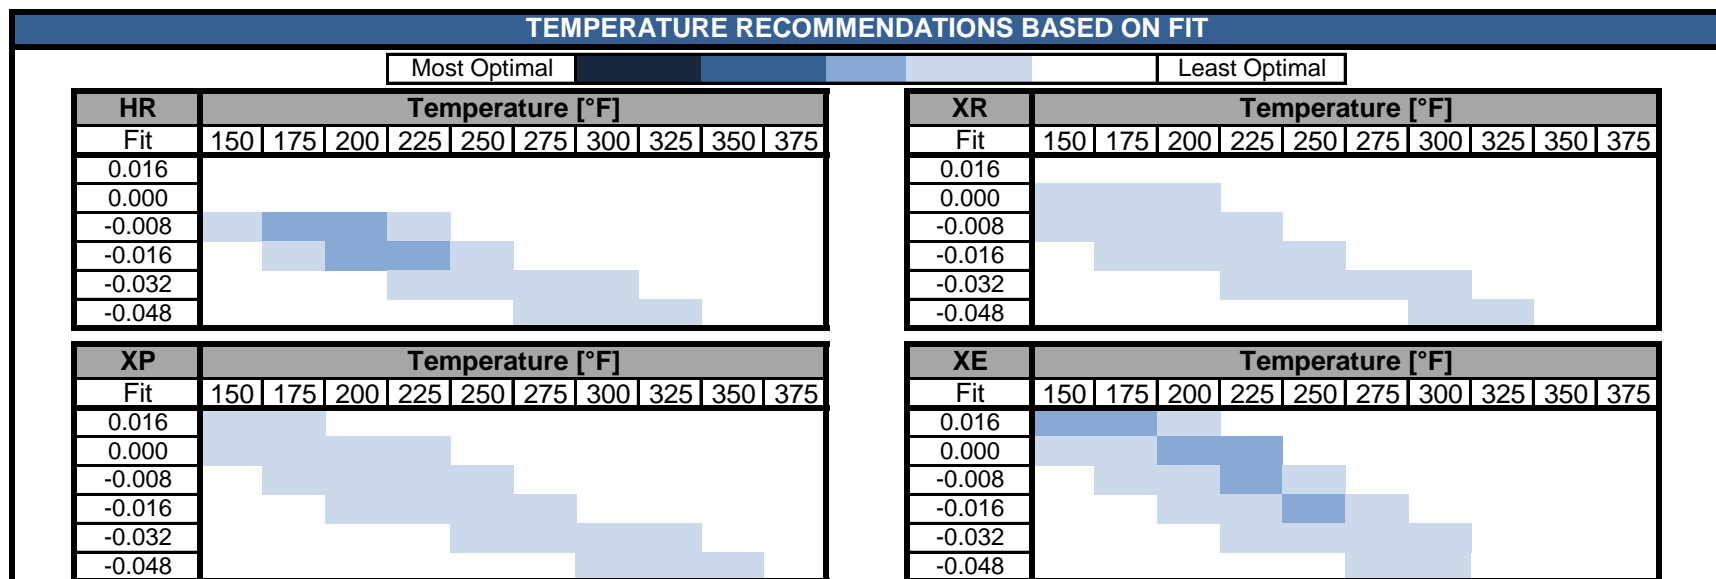 TEMPERATURE RECOMMENDATIONS BASED ON FIT
Most Optimal Least Optimal
HR Temperature [°F]
Fit 150 175 200 225 250 275 300 325 350 375
0.016
0.000
-0.008
-0.016
-0.032
-0.048
XR Temperature [°F]
Fit 150 175 200 225 250 275 300 325 350 375
0.016
0.000
-0.008
-0.016
-0.032
-0.048
XP Temperature [°F]
Fit 150 175 200 225 250 275 300 325 350 375
0.016
0.000
-0.008
-0.016
-0.032
-0.048
XE Temperature [°F]
Fit 150 175 200 225 250 275 300 325 350 375
0.016
0.000
-0.008
-0.016
-0.032
-0.048